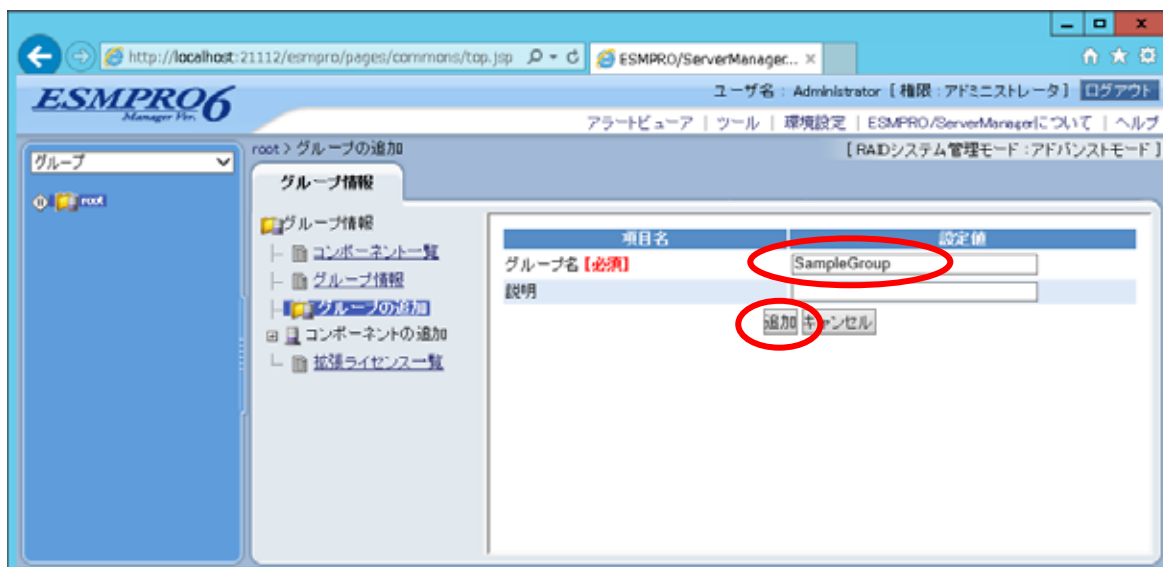 http://localhost:21112/esmpro/pages/commons/top.jsp
ESMPRO/ServerManager... ×
ESMPRO6
Manager Ver.
ユーザ名 : Administrator [ 権限 : アドミニストレータ ] ログアウト
アラートビューア | ツール | 環境設定 | ESMPRO/ServerManagerについて | ヘルプ
グループ
root > グループの追加
[ RAIDシステム管理モード : アドバンストモード ]
root
グループ情報
グループ情報
コンポーネント一覧
グループ情報
グループの追加
コンポーネントの追加
拡張ライセンス一覧
項目名 設定値
グループ名 【必須】 SampleGroup
説明
追加 キャンセル